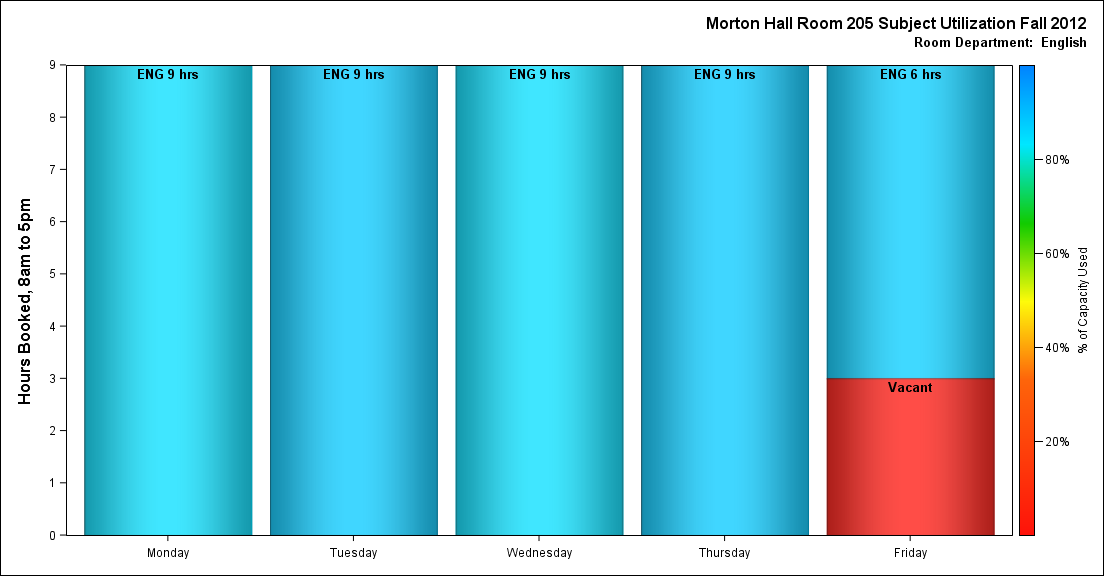 Morton Hall Room 205 Subject Utilization Fall 2012
Room Department:  English
Hours Booked, 8am to 5pm
9
8
7
6
5
4
3
2
1
0
ENG 9 hrs
ENG 9 hrs
ENG 9 hrs
ENG 9 hrs
ENG 6 hrs
Vacant
Monday
Tuesday
Wednesday
Thursday
Friday
80%
60%
40%
20%
% of Capacity Used